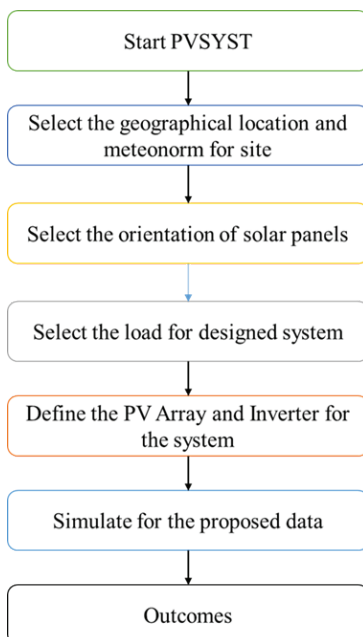 Start PVSYST
Select the geographical location and
meteonorm for site
Select the orientation of solar panels
Select the load for designed system
Define the PV Array and Inverter for
the system
Simulate for the proposed data
Outcomes